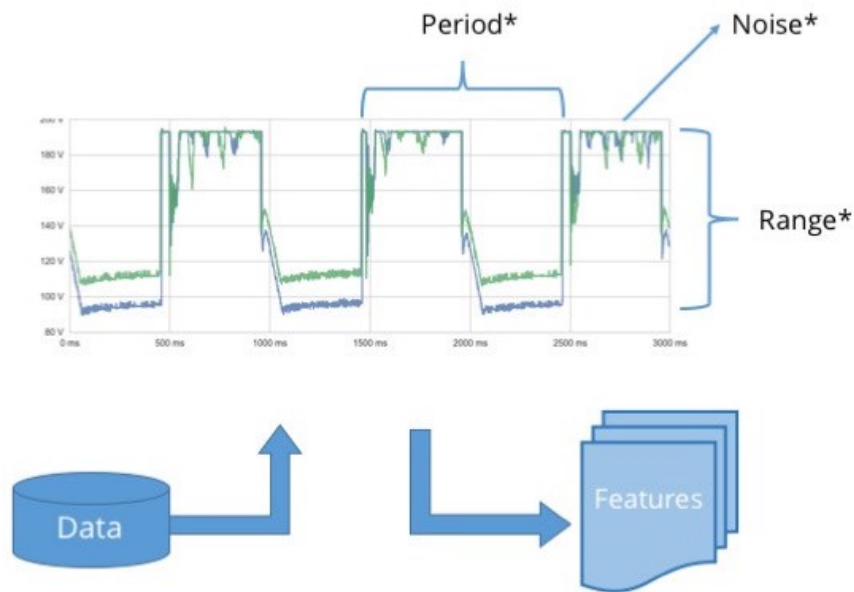 Period*
Noise*
200 V
180 V
160 V
140 V
120 V
100 V
80 V
Range*
0 ms
500 ms
1000 ms
1500 ms
2000 ms
2500 ms
3000 ms
Data
Features